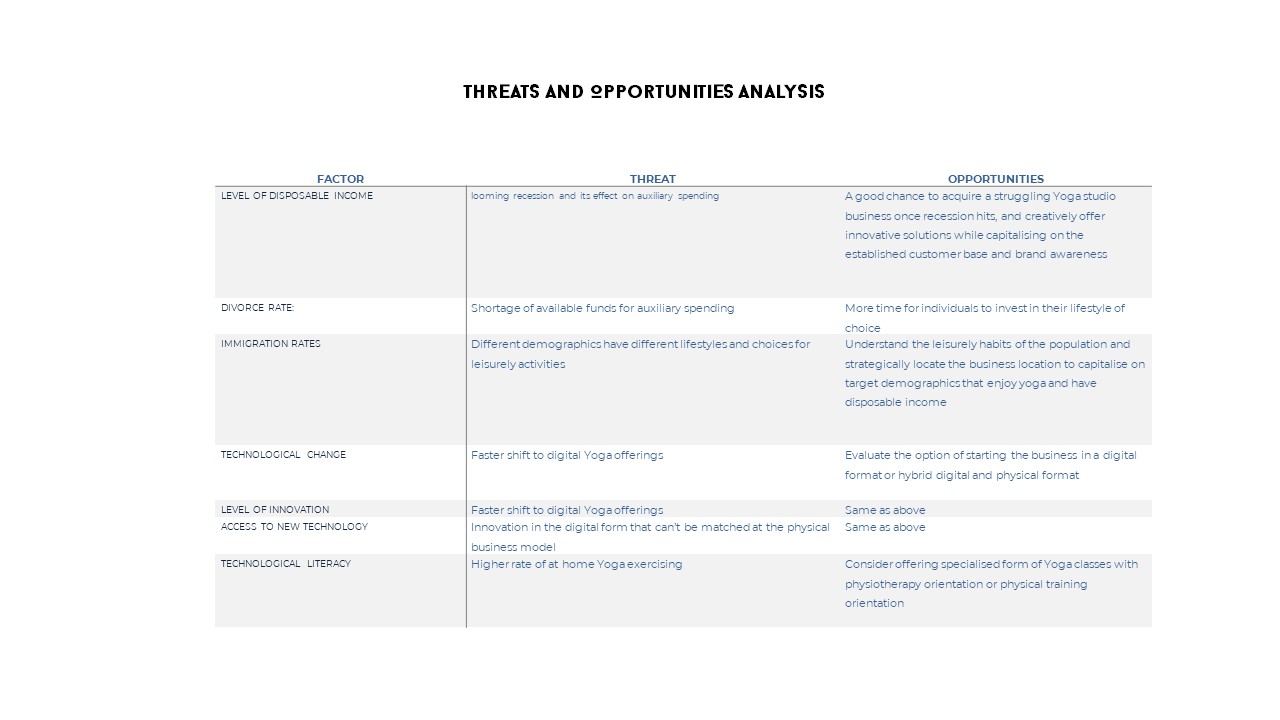 THREATS AND OPPORTUNITIES ANALYSIS
FACTOR THREAT OPPORTUNITIES
LEVEL OF DISPOSABLE INCOME looming recession and its effect on auxiliary spending A good chance to acquire a struggling Yoga studio
business once recession hits, and creatively offer
innovative solutions while capitalising on the
established customer base and brand awareness
DIVORCE RATE: Shortage of available funds for auxiliary spending More time for individuals to invest in their lifestyle of
choice
IMMIGRATION RATES Different demographics have different lifestyles and choices for Understand the leisurely habits of the population and
leisurely activities strategically locate the business location to capitalise on
target demographics that enjoy yoga and have
disposable income
TECHNOLOGICAL CHANGE Faster shift to digital Yoga offerings Evaluate the option of starting the business in a digital
format or hybrid digital and physical format
LEVEL OF INNOVATION Faster shift to digital Yoga offerings Same as above
ACCESS TO NEW TECHNOLOGY Innovation in the digital form that can't be matched at the physical Same as above
business model
TECHNOLOGICAL LITERACY Higher rate of at home Yoga exercising Consider offering specialised form of Yoga classes with
physiotherapy orientation or physical training
orientation